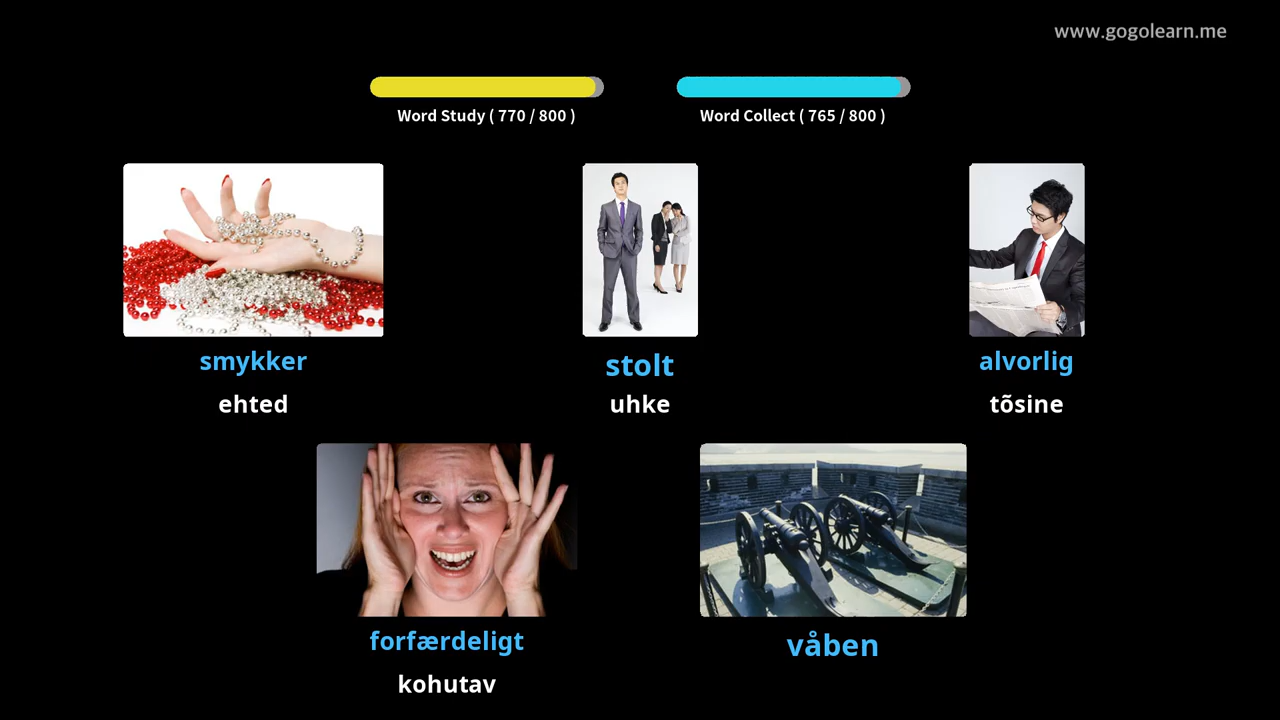 www.gogolearn.me
Word Study ( 770 / 800 )
Word Collect ( 765 / 800 )
smykker
stolt
alvorlig
ehted
uhke
tõsine
forfærdeligt
våben
kohutav